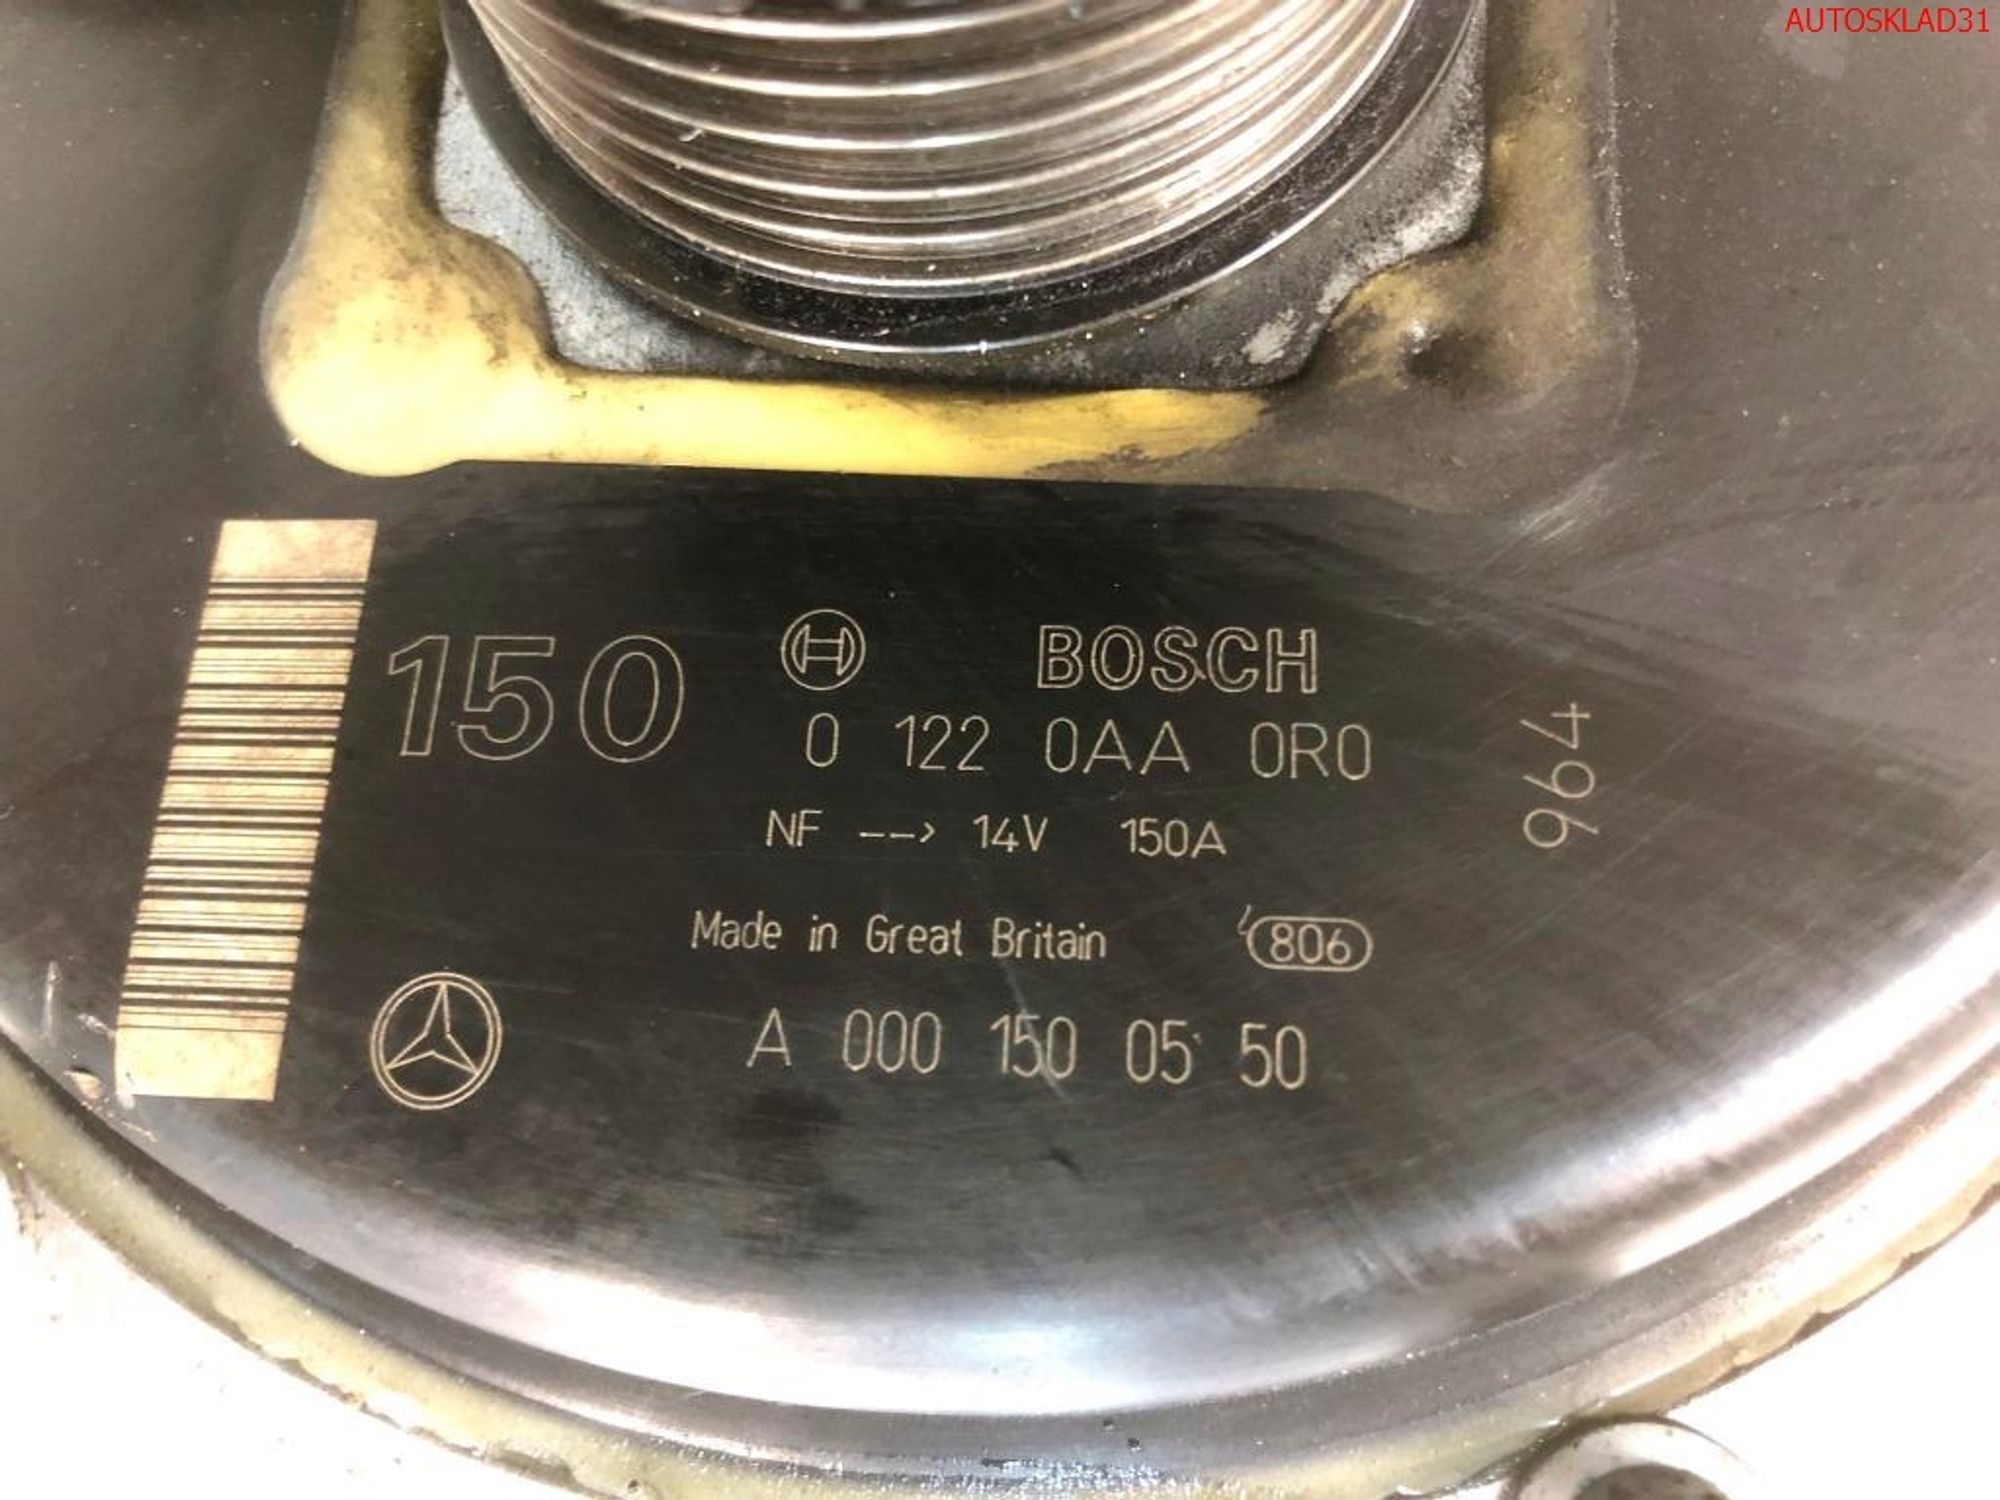 AUTOSKLAD31
150
BOSCH
0 122 0AA 0R0
NF --> 14V 150A
964
Made in Great Britain 806
A 000 150 05 50